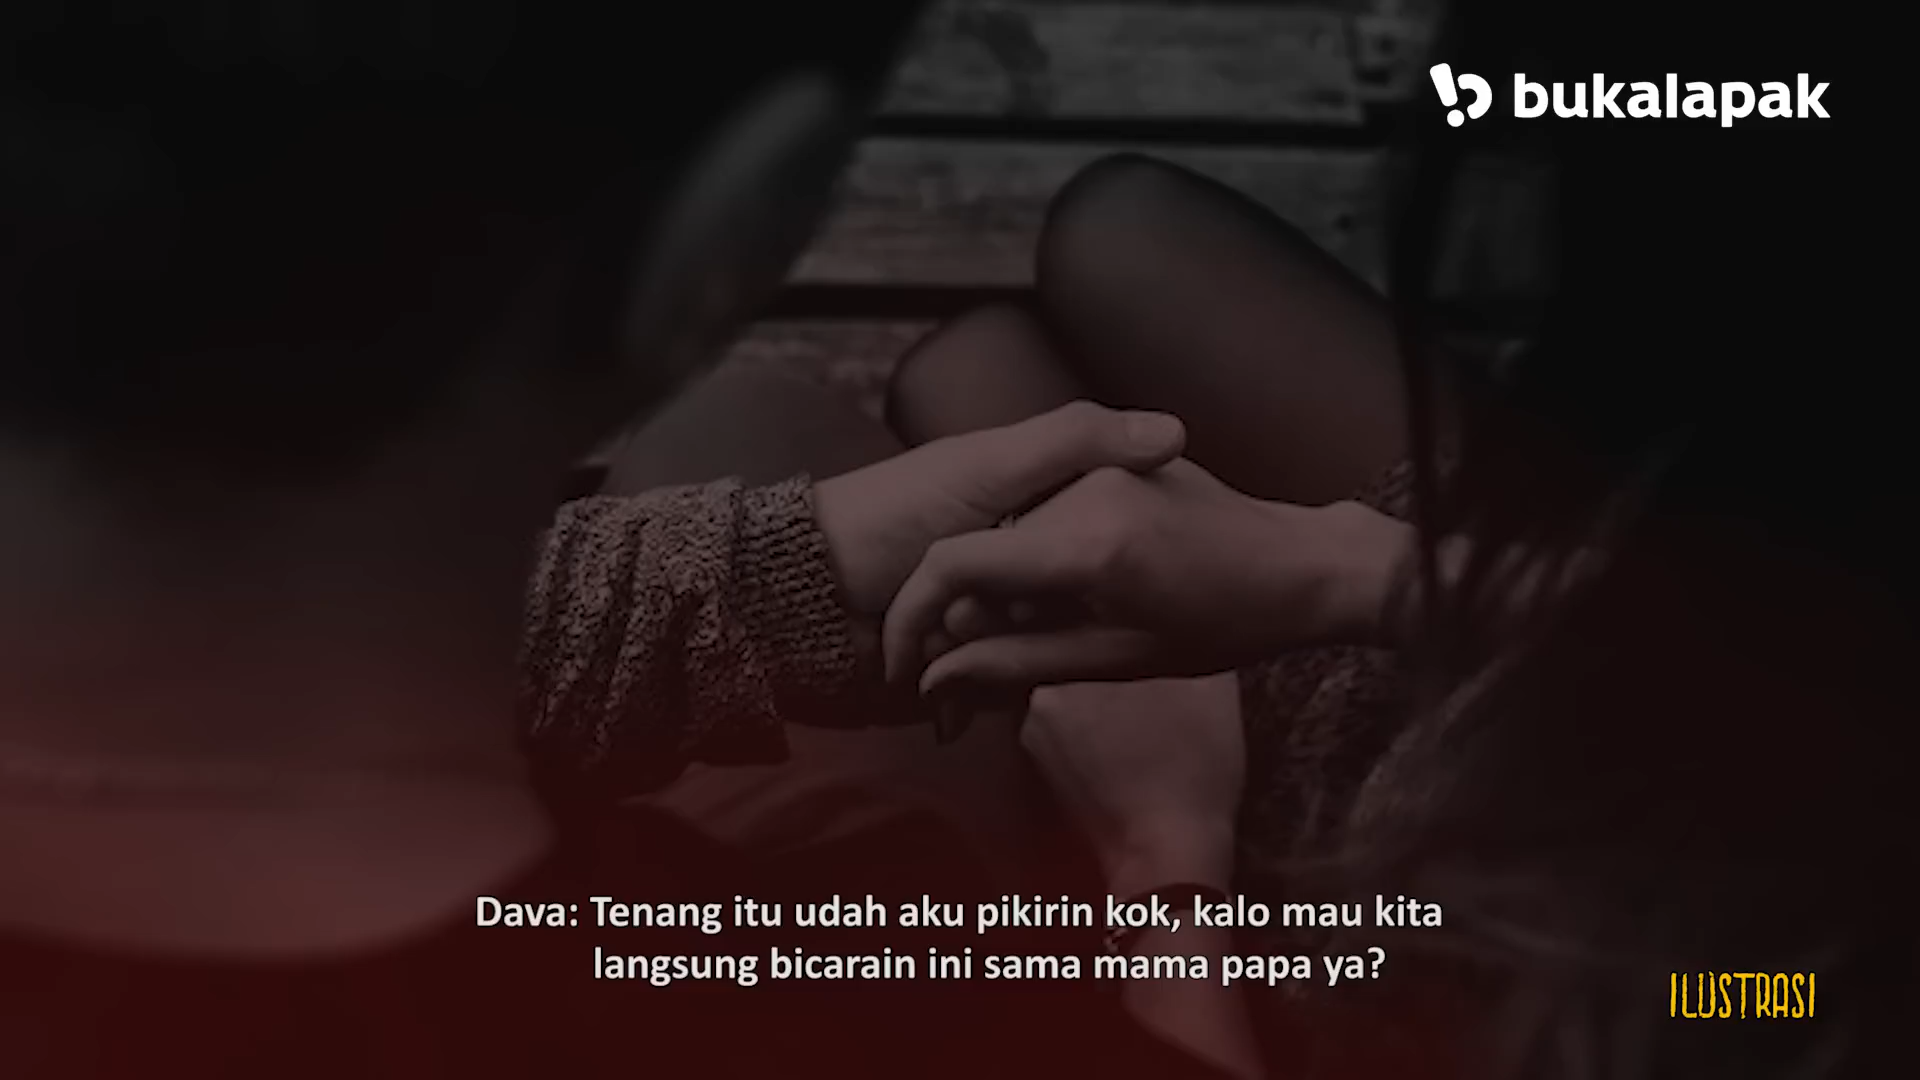 bukalapak
Dava: Tenang itu udah aku pikirin kok, kalo mau kita
langsung bicarain ini sama mama papa ya?
ILUSTRASI